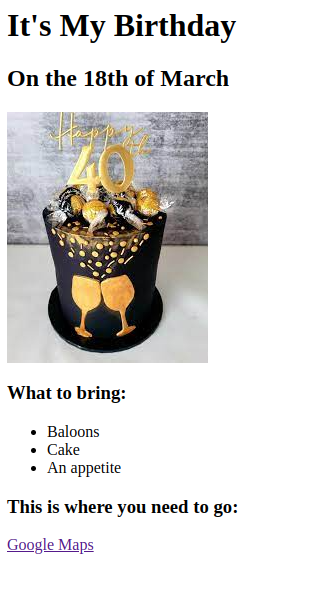 It's My Birthday
On the 18th of March
Happy
40
What to bring:
Baloons
Cake
An appetite
This is where you need to go:
Google Maps